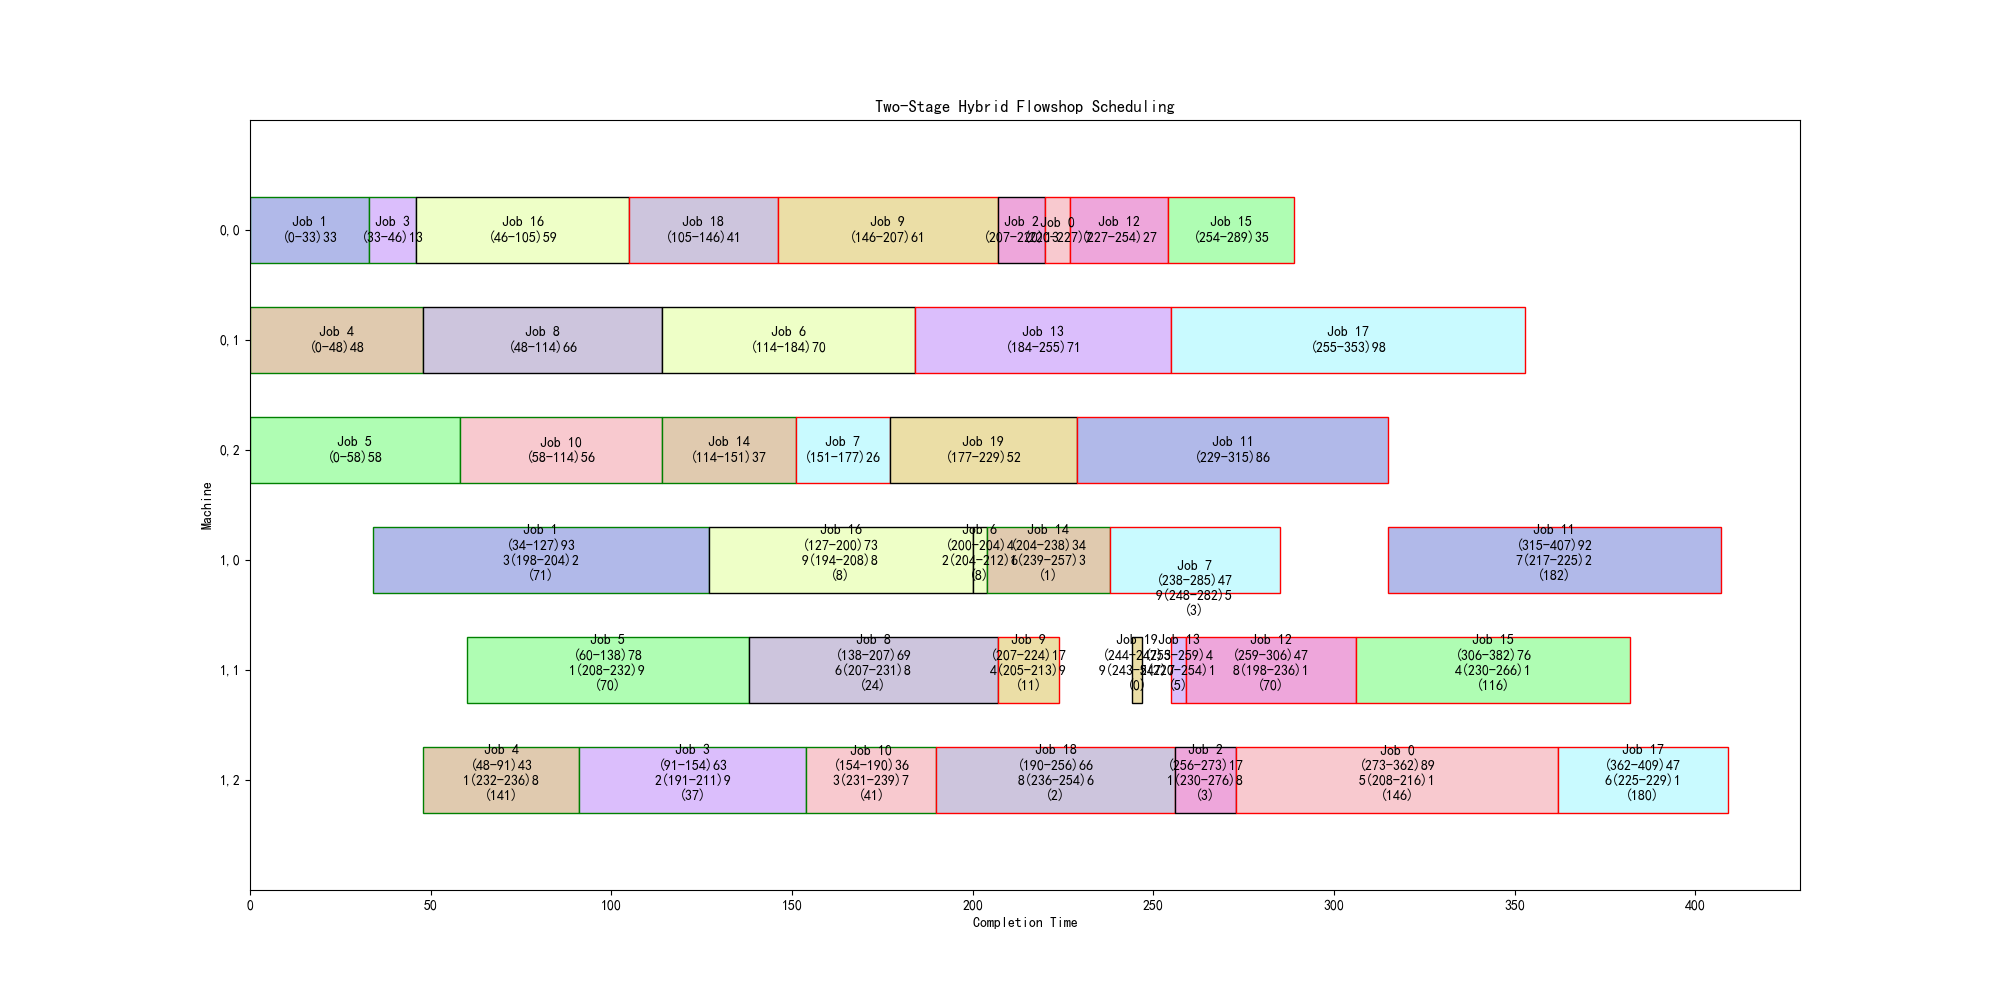 Two-Stage Hybrid Flowshop Scheduling
0,0
Job 1
(0-33)33
Job 3
(33-46)13
Job 16
(46-105)59
Job 18
(105-146)41
Job 9
(146-207)61
Job 2
(207-220)13
Job 0
(220-227)7
Job 12
(227-254)27
Job 15
(254-289)35
0,1
Job 4
(0-48)48
Job 8
(48-114)66
Job 6
(114-184)70
Job 13
(184-255)71
Job 17
(255-353)98
0,2
Job 5
(0-58)58
Job 10
(58-114)56
Job 14
(114-151)37
Job 7
(151-177)26
Job 19
(177-229)52
Job 11
(229-315)86
Machine
1,0
Job 1
(34-127)93
3(198-204)2
(71)
Job 16
(127-200)73
9(194-208)8
(8)
Job 6
(200-204)4
2(204-212)1
(8)
Job 14
(204-238)34
6(239-257)3
(1)
Job 7
(238-285)47
9(248-282)5
(3)
Job 11
(315-407)92
7(217-225)2
(182)
1,1
Job 5
(60-138)78
1(208-232)9
(70)
Job 8
(138-207)69
6(207-231)8
(24)
Job 9
(207-224)17
4(205-213)9
(11)
Job 19
(244-247)3
(0)
Job 13
(255-259)4
(5)
Job 12
(259-306)47
8(198-236)1
(70)
Job 15
(306-382)76
4(230-266)1
(116)
1,2
Job 4
(48-91)43
1(232-236)8
(141)
Job 3
(91-154)63
2(191-211)9
(37)
Job 10
(154-190)36
3(231-239)7
(41)
Job 18
(190-256)66
8(236-254)6
(2)
Job 2
(256-273)17
1(230-276)8
(3)
Job 0
(273-362)89
5(208-216)1
(146)
Job 17
(362-409)47
6(225-229)1
(180)
0
50
100
150
200
250
300
350
400
Completion Time